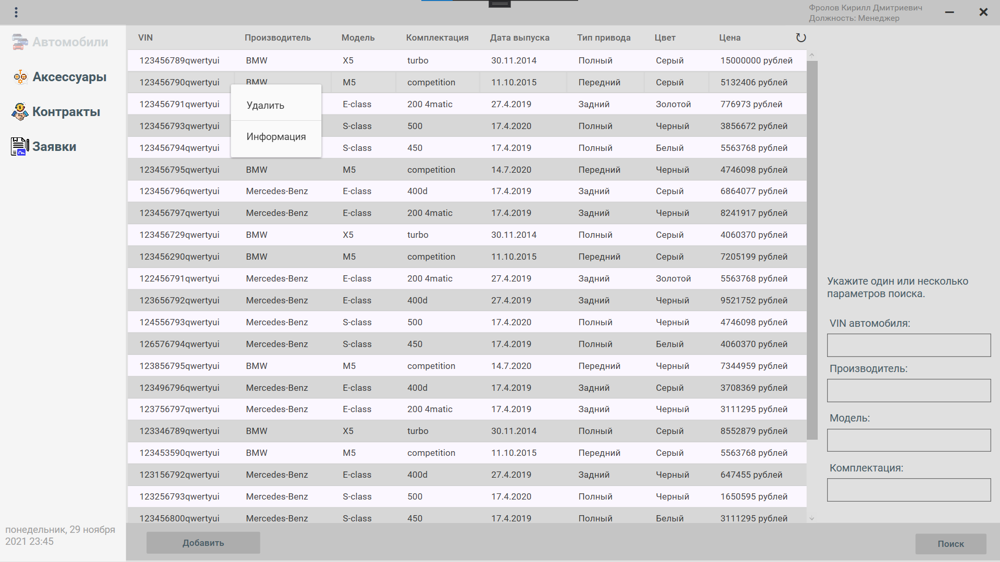 Фролов Кирилл Дмитриевич
Должность: Менеджер
Автомобили
Аксессуары
Контракты
Заявки
VIN Производитель Модель Комплектация Дата выпуска Тип привода Цвет Цена
123456789qwertyui BMW X5 turbo 30.11.2014 Полный Серый 15000000 рублей
123456790qwertyui BMW M5 competition 11.10.2015 Передний Серый 5132406 рублей
123456791qwertyui E-class 200 4matic 27.4.2019 Задний Золотой 776973 рублей
123456793qwertyui S-class 500 17.4.2020 Полный Черный 3856672 рублей
123456794qwertyui S-class 450 17.4.2019 Полный Белый 5563768 рублей
Удалить
Информация
123456795qwertyui BMW M5 competition 14.7.2020 Передний Черный 4746098 рублей
123456796qwertyui Mercedes-Benz E-class 400d 17.4.2019 Задний Серый 6864077 рублей
123456797qwertyui Mercedes-Benz E-class 200 4matic 17.4.2019 Задний Черный 8241917 рублей
123456729qwertyui BMW X5 turbo 30.11.2014 Полный Серый 4060370 рублей
123456290qwertyui BMW M5 competition 11.10.2015 Передний Серый 7205199 рублей
122456791qwertyui Mercedes-Benz E-class 200 4matic 27.4.2019 Задний Золотой 5563768 рублей
123656792qwertyui Mercedes-Benz E-class 400d 27.4.2019 Задний Черный 9521752 рублей
124556793qwertyui Mercedes-Benz S-class 500 17.4.2020 Полный Черный 4746098 рублей
126576794qwertyui Mercedes-Benz S-class 450 17.4.2019 Полный Белый 4060370 рублей
123856795qwertyui BMW M5 competition 14.7.2020 Передний Черный 7344959 рублей
123496796qwertyui Mercedes-Benz E-class 400d 17.4.2019 Задний Серый 3708369 рублей
123756797qwertyui Mercedes-Benz E-class 200 4matic 17.4.2019 Задний Черный 3111295 рублей
123346789qwertyui BMW X5 turbo 30.11.2014 Полный Серый 8552879 рублей
123453590qwertyui BMW M5 competition 11.10.2015 Передний Серый 5563768 рублей
123156792qwertyui Mercedes-Benz E-class 400d 27.4.2019 Задний Черный 647455 рублей
123256793qwertyui Mercedes-Benz S-class 500 17.4.2020 Полный Черный 1650595 рублей
123456800qwertyui Mercedes-Benz S-class 450 17.4.2019 Полный Белый 3111295 рублей
Укажите один или несколько
параметров поиска.
VIN автомобиля:
Производитель:
Модель:
Комплектация:
понедельник, 29 ноября
2021 23:45
Добавить
Поиск